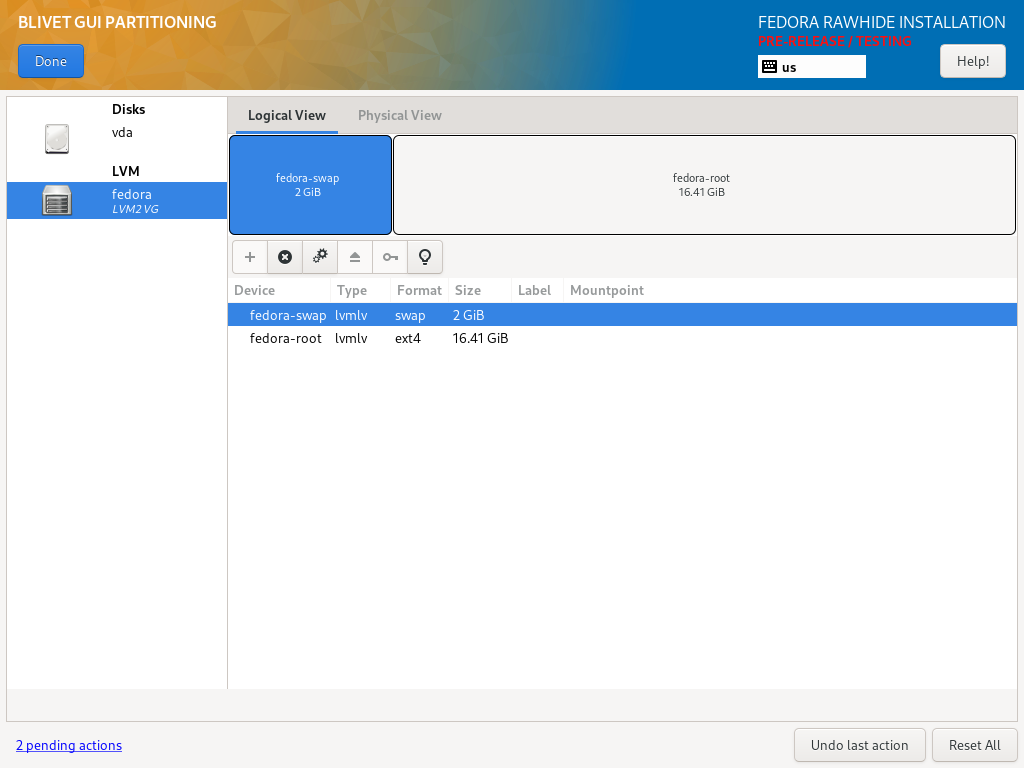 BLIVET GUI PARTITIONING
Done
FEDORA RAWHIDE INSTALLATION
PRE-RELEASE / TESTING
us
Help!
Disks
vda
LVM
fedora
LVM2 VG
Logical View
Physical View
fedora-swap
2 GiB
fedora-root
16.41 GiB
Device Type Format Size Label Mountpoint
fedora-swap lvmlv swap 2 GiB
fedora-root lvmlv ext4 16.41 GiB
2 pending actions
Undo last action
Reset All